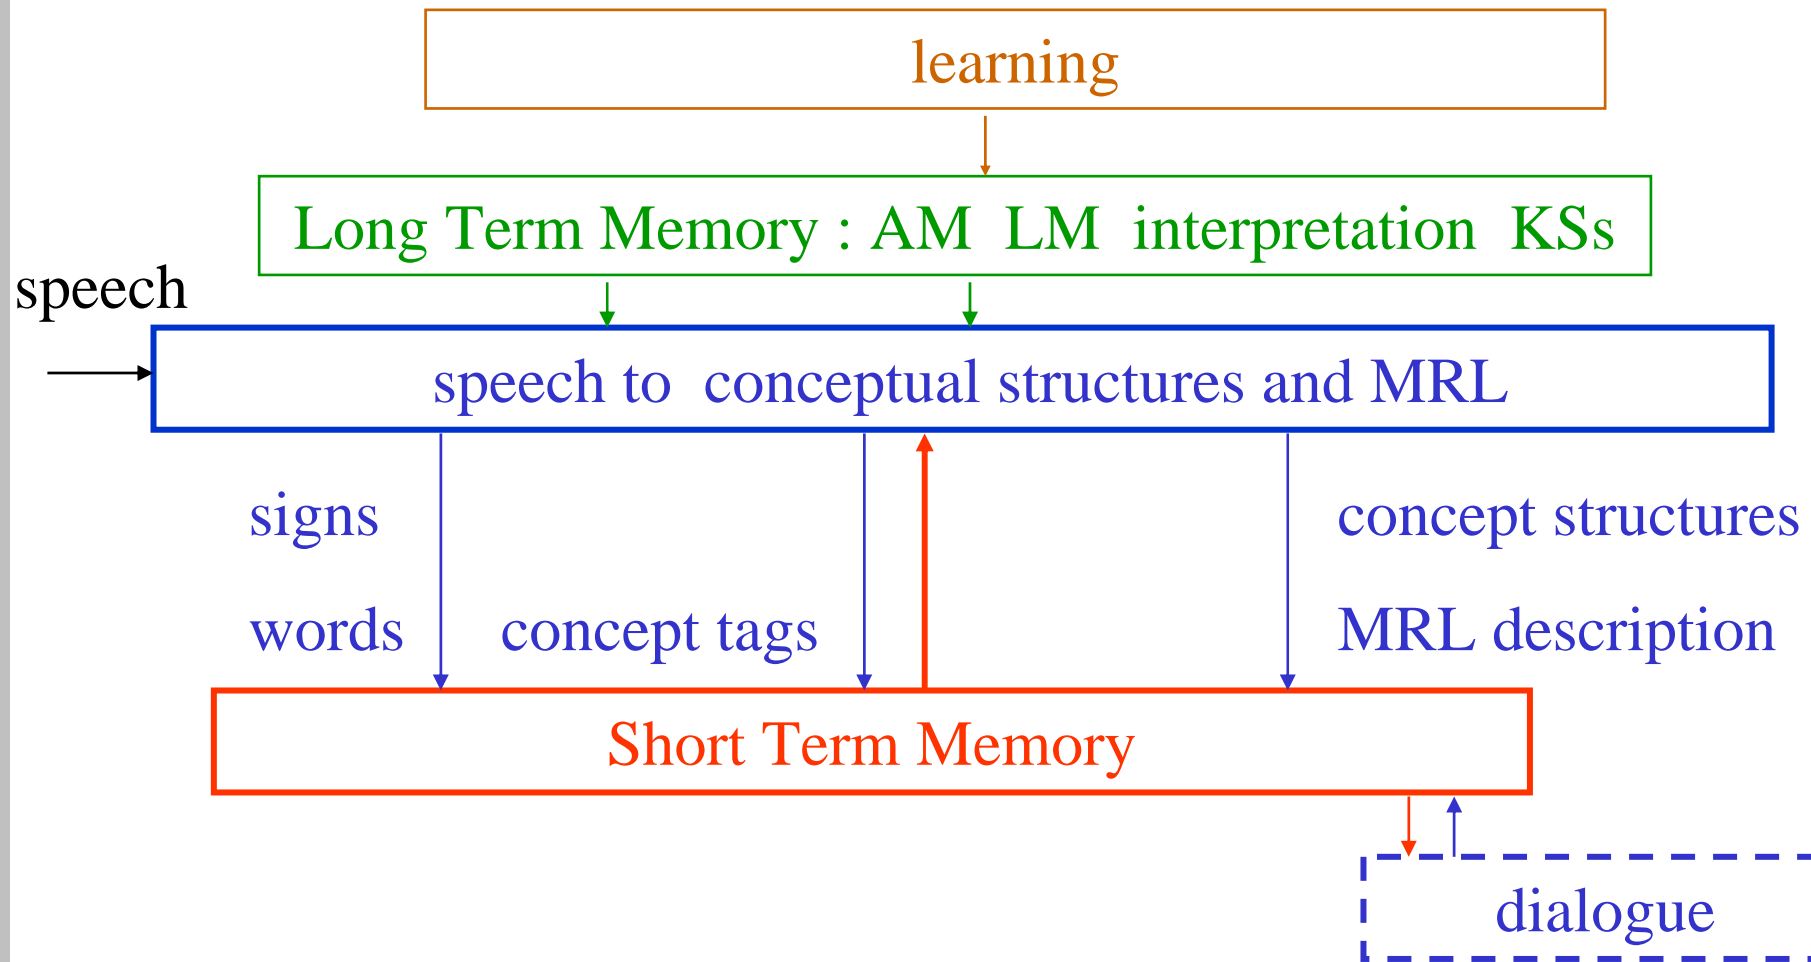 learning
Long Term Memory : AM LM interpretation KSs
speech
speech to conceptual structures and MRL
signs
concept structures
words
concept tags
MRL description
Short Term Memory
dialogue